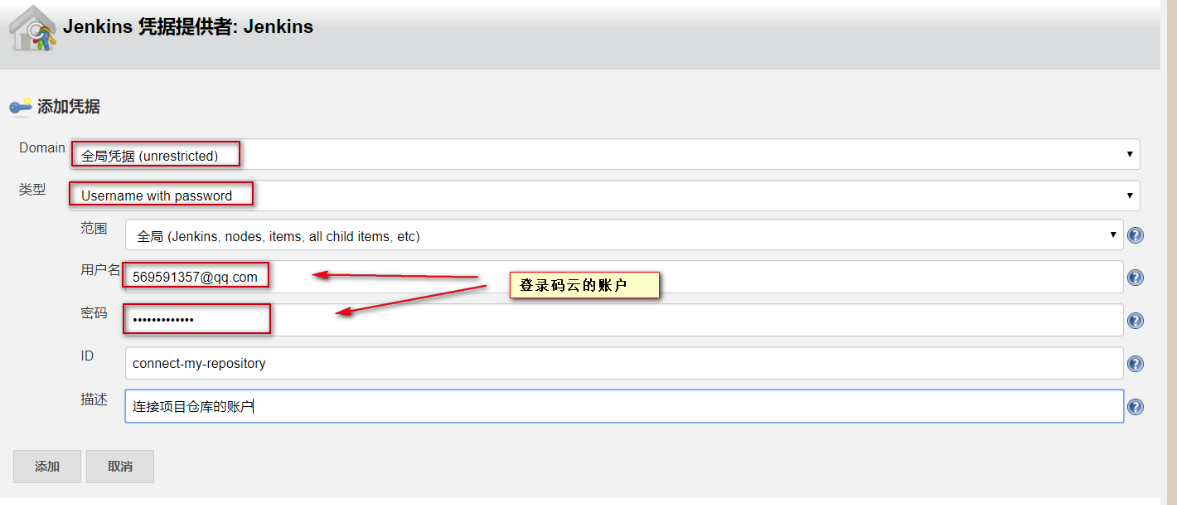 Jenkins 凭据提供者: Jenkins
添加凭据
Domain 全局凭据 (unrestricted)
类型 Username with password
范围 全局 (Jenkins, nodes, items, all child items, etc)
用户名 569591357@qq.com
登录码云的账户
密码 •••••••••••••
ID connect-my-repository
描述 连接项目仓库的账户
添加 取消